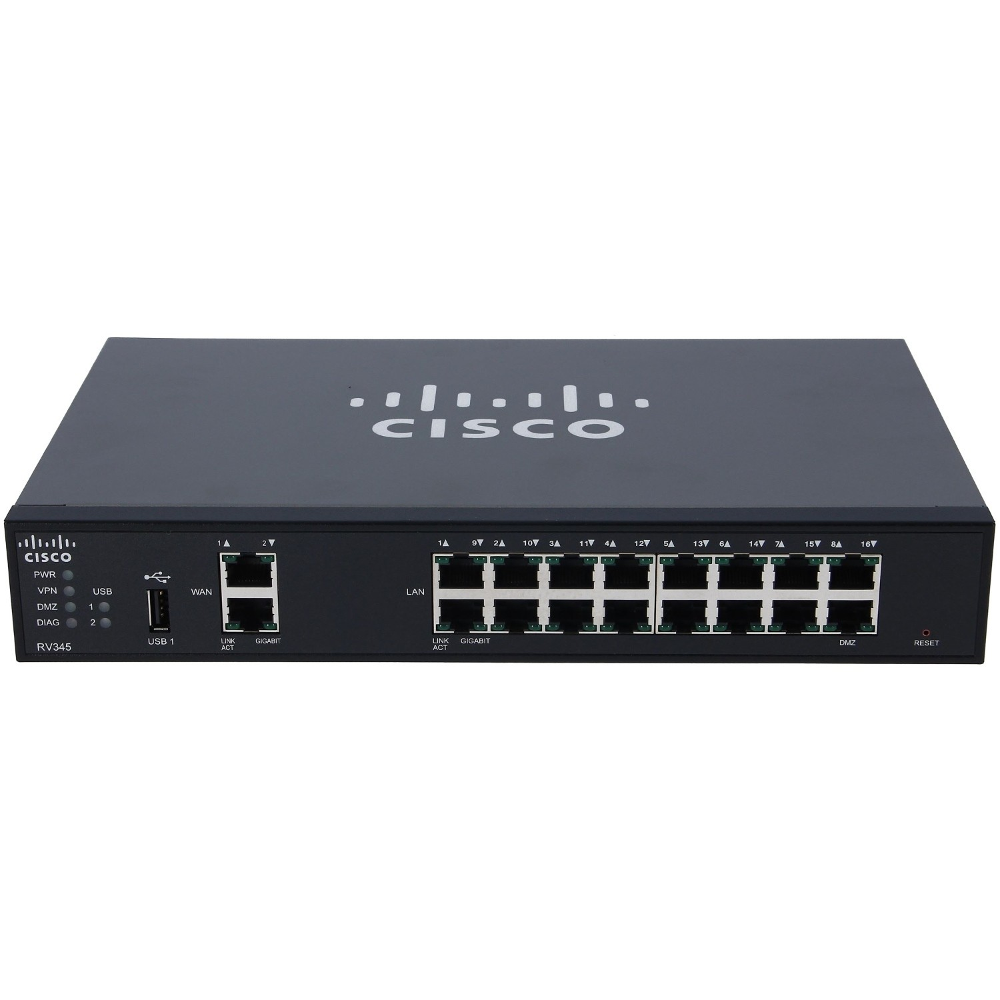 CISCO
1▲ 2▼ 1▲ 9▼ 2▲ 10▼ 3▲ 11▼ 4▲ 12▼ 5▲ 13▼ 6▲ 14▼ 7▲ 15▼ 8▲ 16▼
CISCO
PWR
VPN USB WAN LAN
DMZ 1
DIAG 2
USB 1 LINK GIGABIT LINK GIGABIT DMZ RESET
ACT ACT
RV345